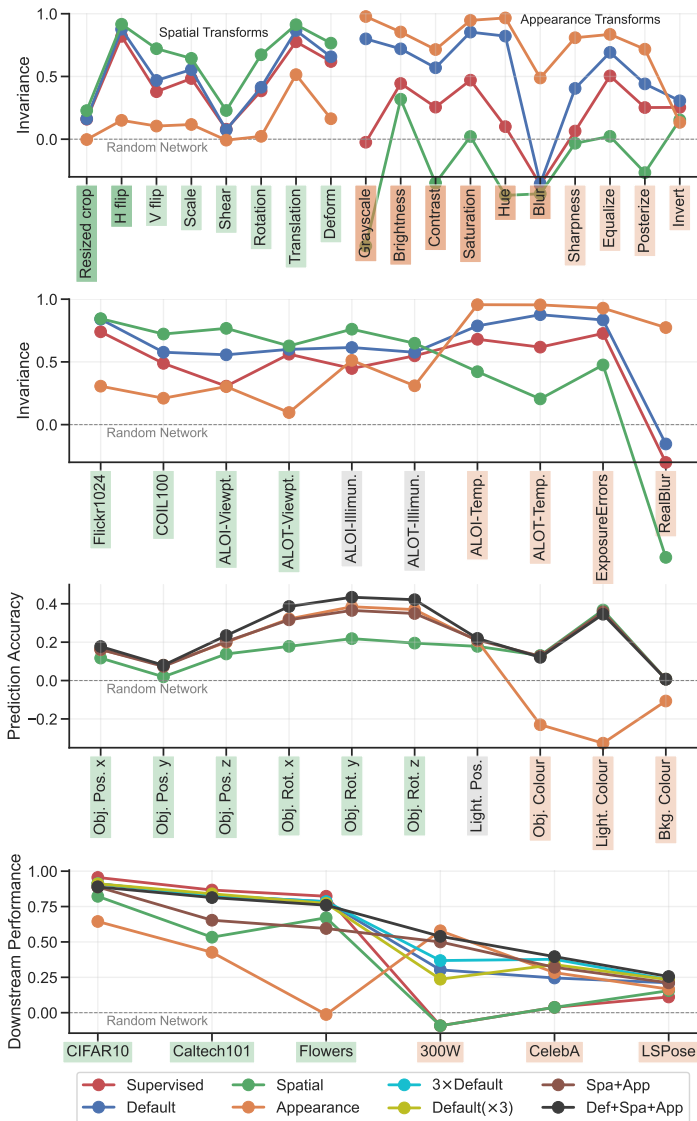 Spatial Transforms
Appearance Transforms
Invariance
1.0
0.5
0.0
Random Network
Resized crop
H flip
V flip
Scale
Shear
Rotation
Translation
Deform
Grayscale
Brightness
Contrast
Saturation
Hue
Blur
Sharpness
Equalize
Posterize
Invert
Invariance
1.0
0.5
0.0
Random Network
Flickr1024
COIL100
ALOI-Viewpt.
ALOT-Viewpt.
ALOI-Illimun.
ALOT-Illimun.
ALOI-Temp.
ALOT-Temp.
ExposureErrors
RealBlur
Prediction Accuracy
0.4
0.2
0.0
−0.2
Random Network
Obj. Pos. x
Obj. Pos. y
Obj. Pos. z
Obj. Rot. x
Obj. Rot. y
Obj. Rot. z
Light. Pos.
Obj. Colour
Light. Colour
Bkg. Colour
Downstream Performance
1.00
0.75
0.50
0.25
0.00
Random Network
CIFAR10
Caltech101
Flowers
300W
CelebA
LSPose
Supervised
Default
Spatial
Appearance
3×Default
Default(×3)
Spa+App
Def+Spa+App